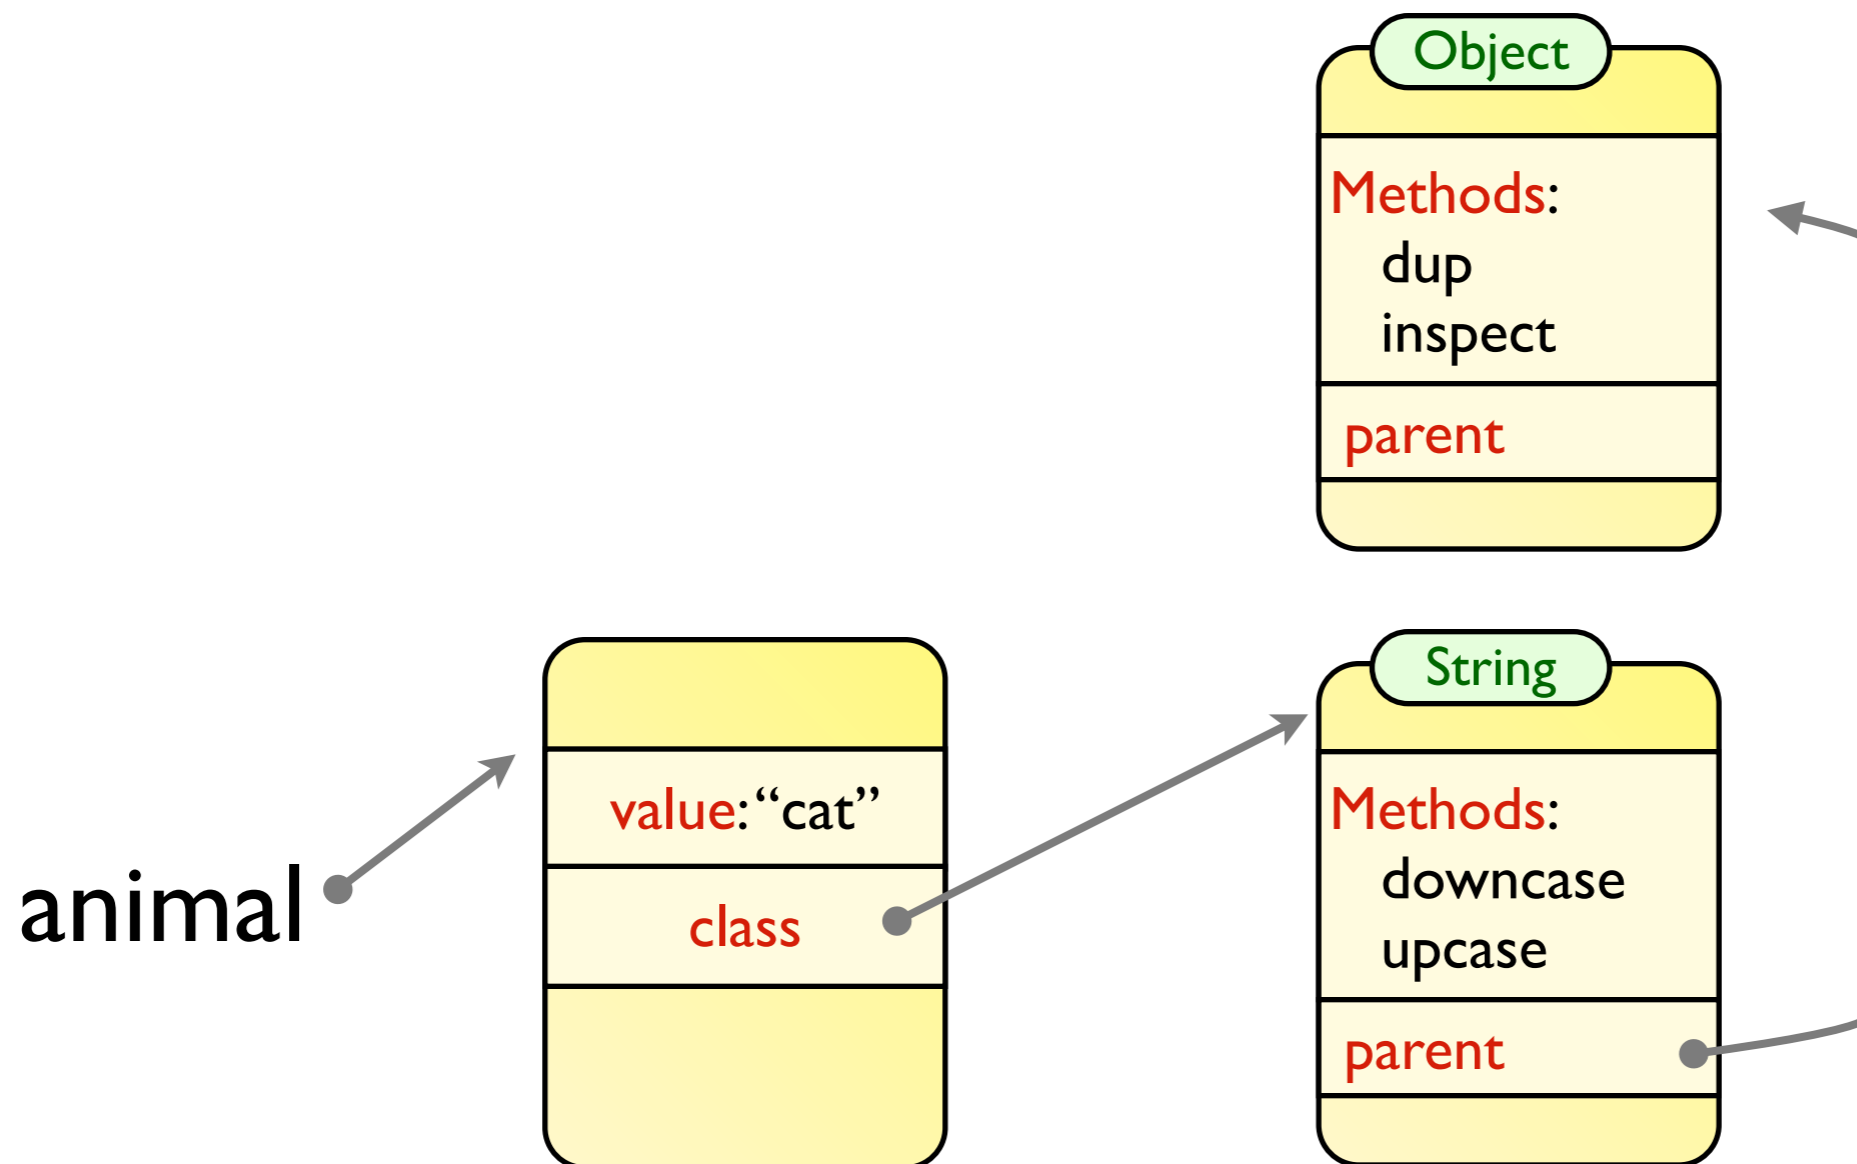 Object
Methods:
dup
inspect
parent
animal
value: “cat”
class
String
Methods:
downcase
upcase
parent